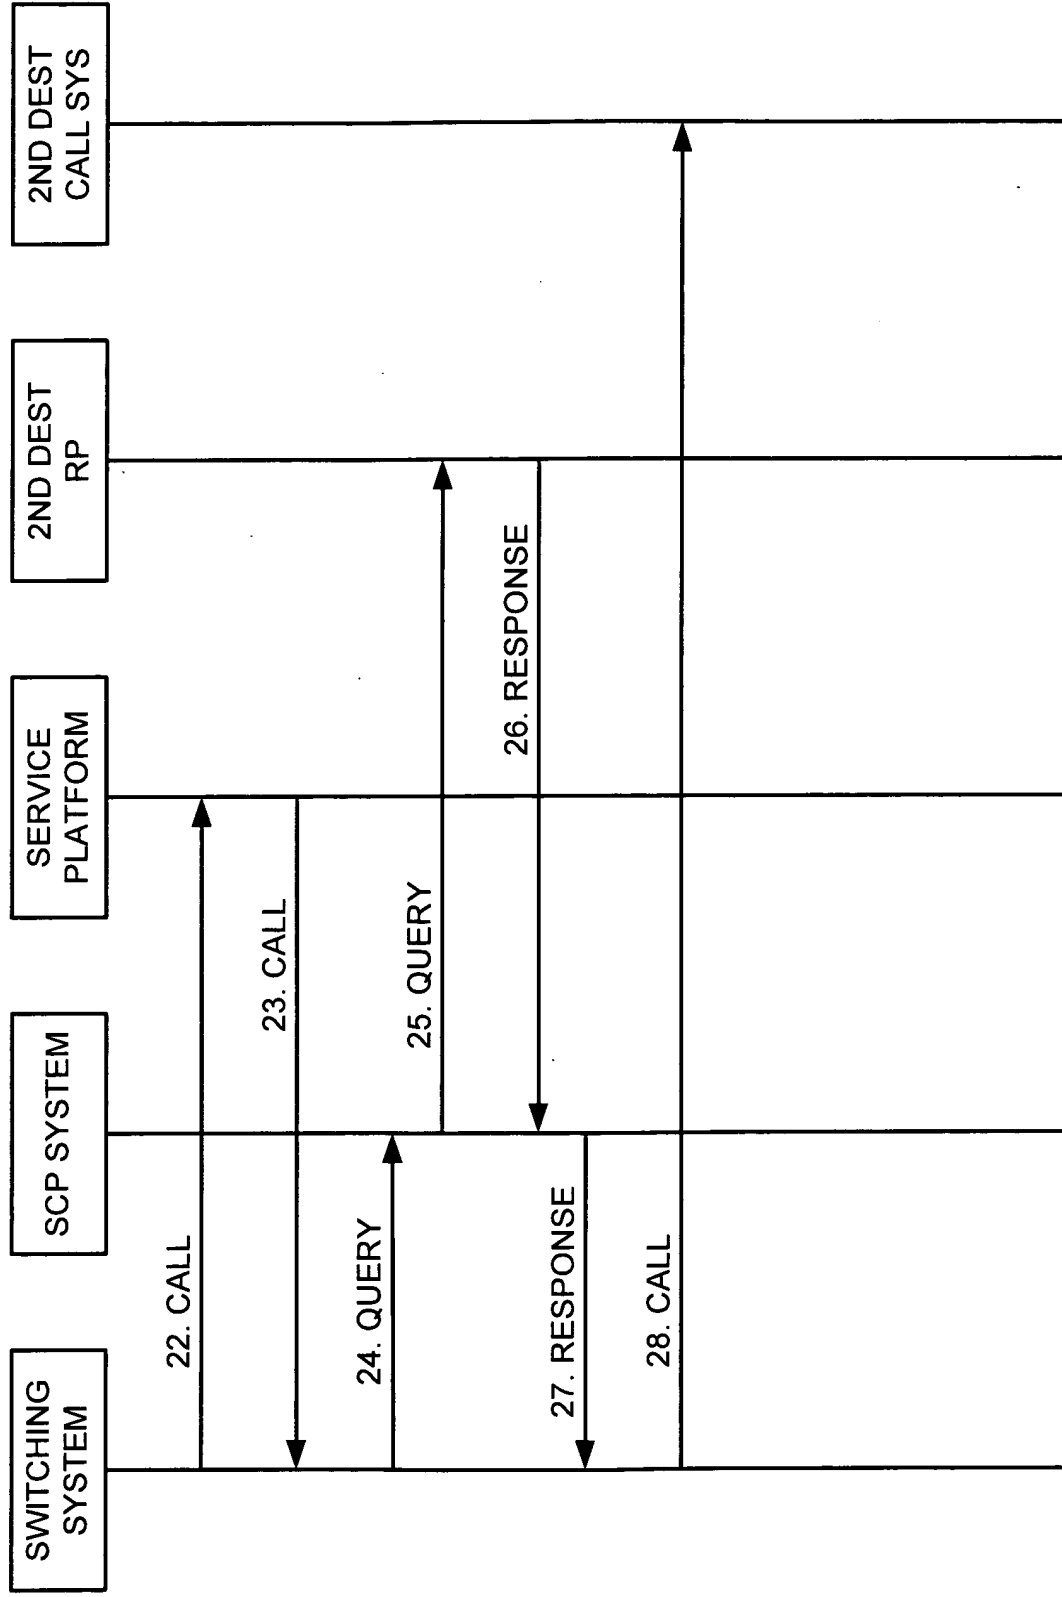 SWITCHING
SYSTEM
SCP SYSTEM
SERVICE
PLATFORM
2ND DEST
RP
2ND DEST
CALL SYS
22. CALL
23. CALL
24. QUERY
25. QUERY
26. RESPONSE
27. RESPONSE
28. CALL